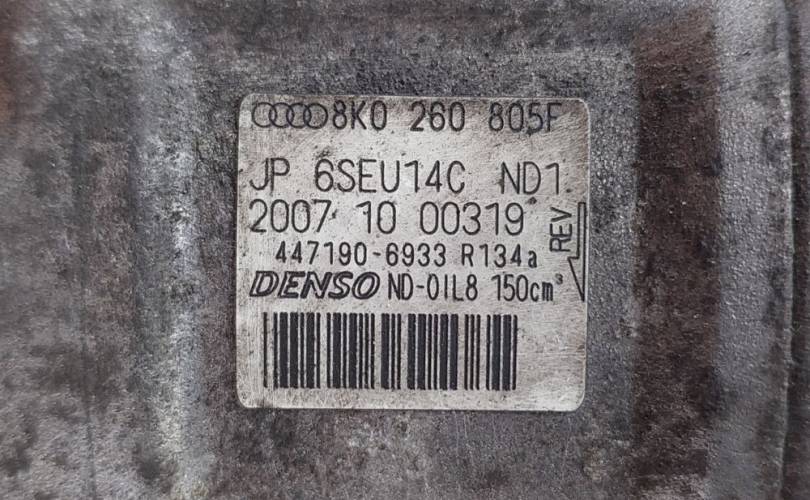 8K0 260 805F
JP 6SEU14C ND1
2007 10 00319
REV
447190-6933 R134a
DENSO ND-OIL8 150cm³